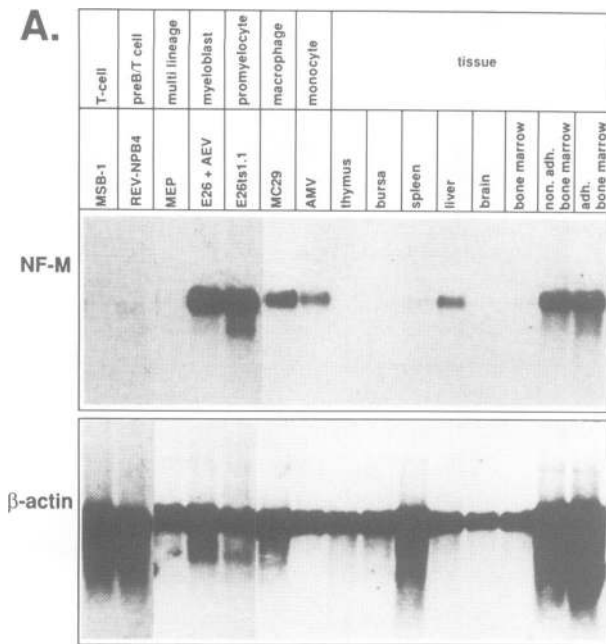 A.
T-cell
preB/T cell
multi lineage
myeloblast
promyelocyte
macrophage
monocyte
tissue
MSB-1
REV-NPB4
MEP
E26 + AEV
E26ts1.1
MC29
AMV
thymus
bursa
spleen
liver
brain
bone marrow
non. adh.
bone marrow
adh.
bone marrow
NF-M
β-actin